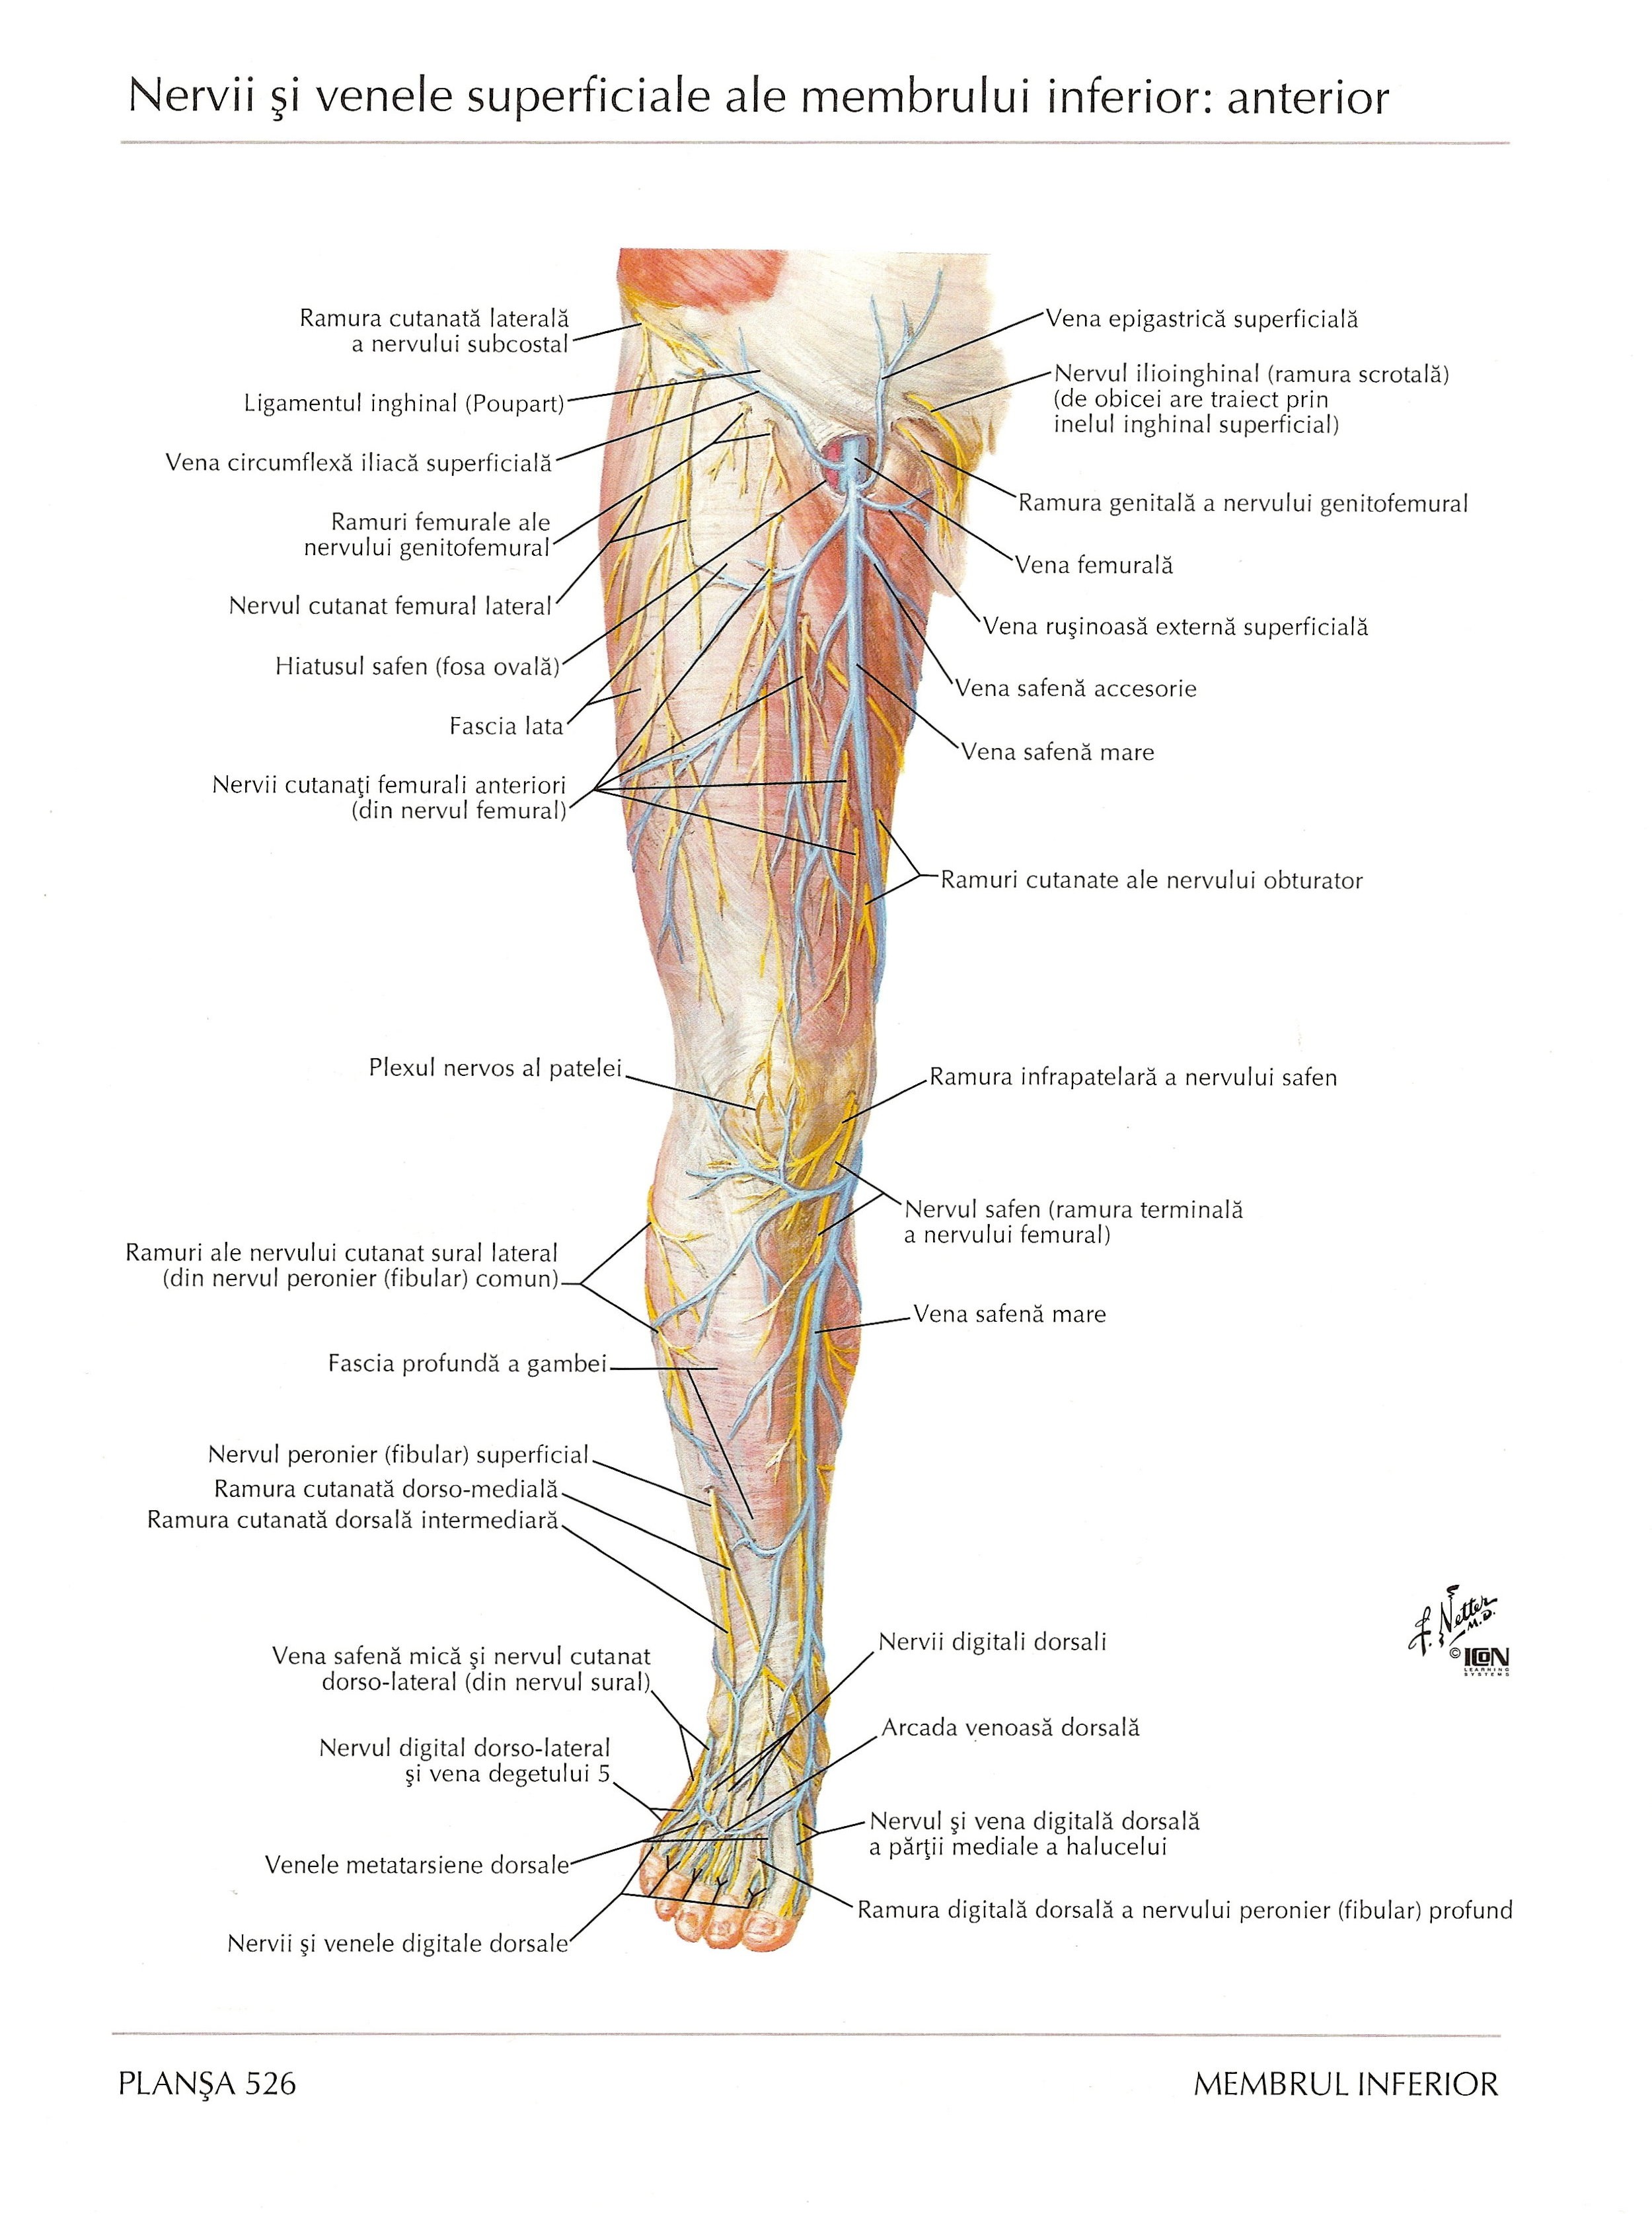 Nervii şi venele superficiale ale membrului inferior: anterior
Ramura cutanată laterală
a nervului subcostal
Ligamentul inghinal (Poupart)
Vena circumflexă iliacă superficială
Ramuri femurale ale
nervului genitofemural
Nervul cutanat femural lateral
Hiatusul safen (fosa ovală)
Fascia lata
Nervii cutanaţi femurali anteriori
(din nervul femural)
Plexul nervos al patelei
Ramuri ale nervului cutanat sural lateral
(din nervul peronier (fibular) comun)
Fascia profundă a gambei
Nervul peronier (fibular) superficial
Ramura cutanată dorso-medială
Ramura cutanată dorsală intermediară
Vena safenă mică şi nervul cutanat
dorso-lateral (din nervul sural)
Nervul digital dorso-lateral
şi vena degetului 5
Venele metatarsiene dorsale
Nervii şi venele digitale dorsale
Vena epigastrică superficială
Nervul ilioinghinal (ramura scrotală)
(de obicei are traiect prin
inelul inghinal superficial)
Ramura genitală a nervului genitofemural
Vena femurală
Vena ruşinoasă externă superficială
Vena safenă accesorie
Vena safenă mare
Ramuri cutanate ale nervului obturator
Ramura infrapatelară a nervului safen
Nervul safen (ramura terminală
a nervului femural)
Vena safenă mare
Nervii digitali dorsali
Arcada venoasă dorsală
Nervul şi vena digitală dorsală
a părţii mediale a halucelui
Ramura digitală dorsală a nervului peronier (fibular) profund
F. Netter
M.D.
© ICON
LEARNING
SYSTEMS
PLANŞA 526
MEMBRUL INFERIOR